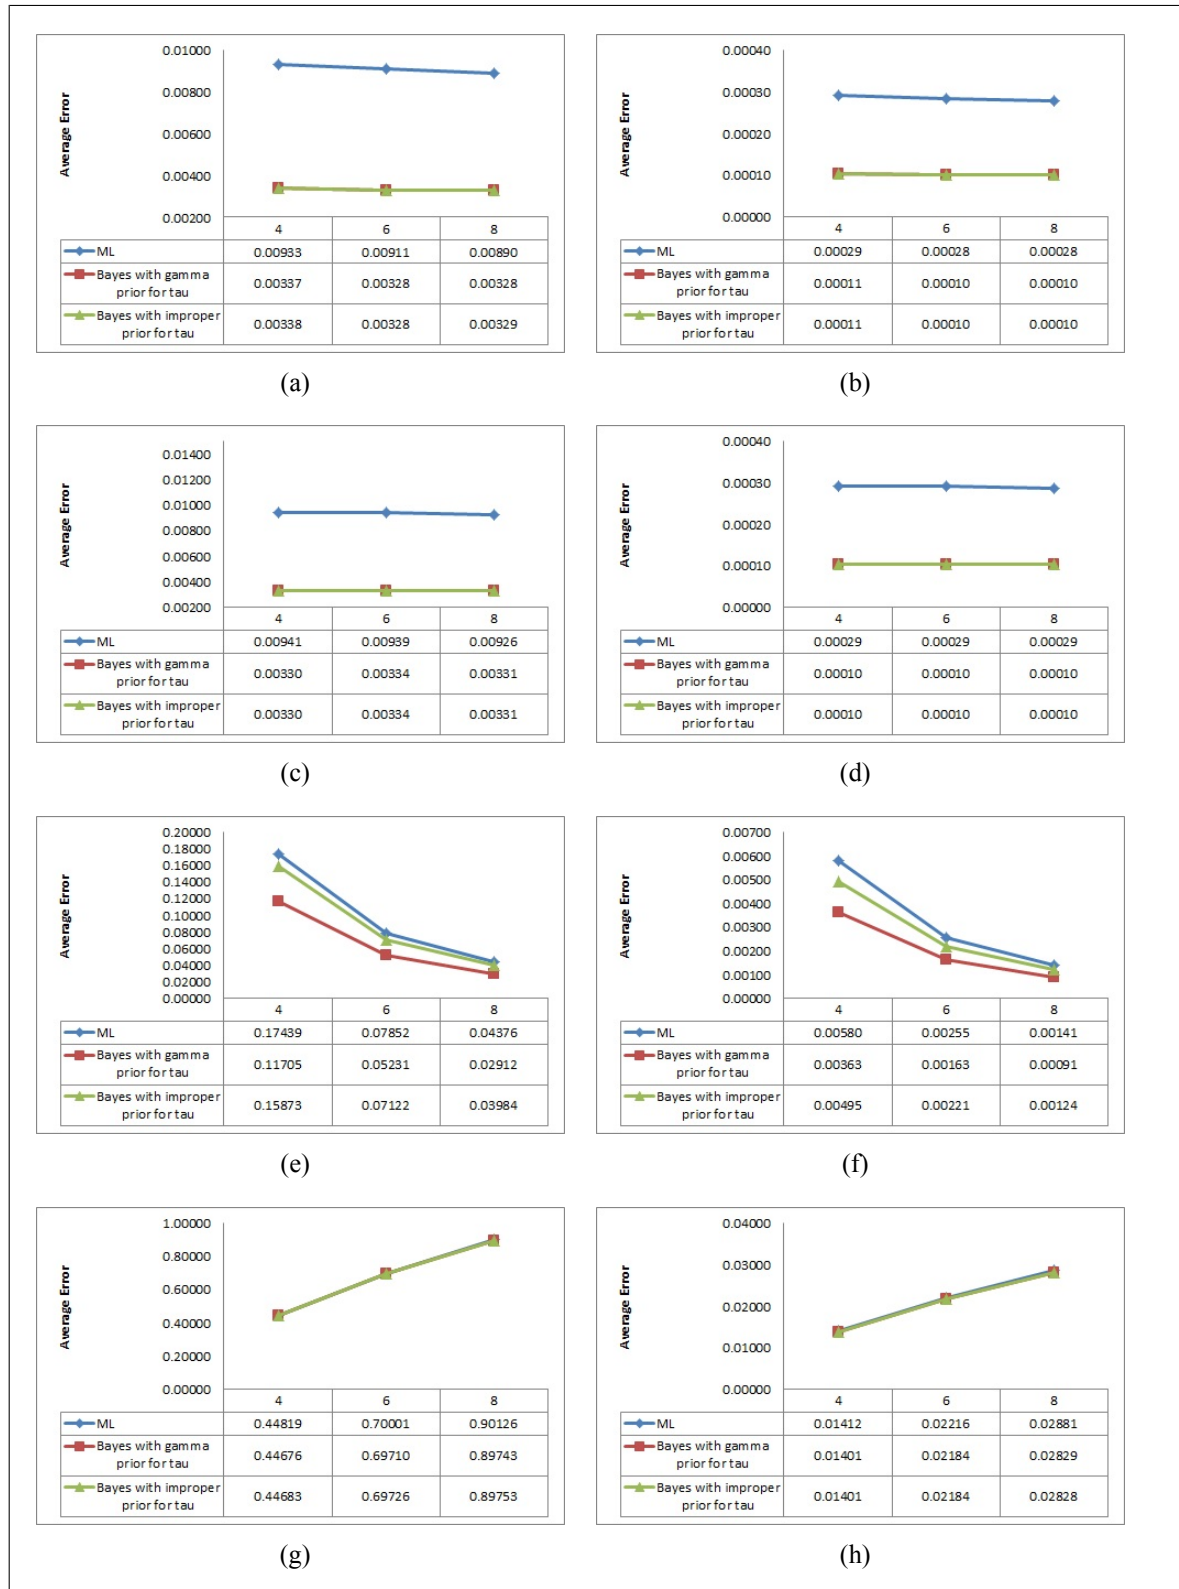 Average Error
0.01000
0.00800
0.00600
0.00400
0.00200
4 6 8
ML 0.00933 0.00911 0.00890
Bayes with gamma prior for tau 0.00337 0.00328 0.00328
Bayes with improper prior for tau 0.00338 0.00328 0.00329
(a)
Average Error
0.00040
0.00030
0.00020
0.00010
0.00000
4 6 8
ML 0.00029 0.00028 0.00028
Bayes with gamma prior for tau 0.00011 0.00010 0.00010
Bayes with improper prior for tau 0.00011 0.00010 0.00010
(b)
Average Error
0.01400
0.01200
0.01000
0.00800
0.00600
0.00400
0.00200
4 6 8
ML 0.00941 0.00939 0.00926
Bayes with gamma prior for tau 0.00330 0.00334 0.00331
Bayes with improper prior for tau 0.00330 0.00334 0.00331
(c)
Average Error
0.00040
0.00030
0.00020
0.00010
0.00000
4 6 8
ML 0.00029 0.00029 0.00029
Bayes with gamma prior for tau 0.00010 0.00010 0.00010
Bayes with improper prior for tau 0.00010 0.00010 0.00010
(d)
Average Error
0.20000
0.18000
0.16000
0.14000
0.12000
0.10000
0.08000
0.06000
0.04000
0.02000
0.00000
4 6 8
ML 0.17439 0.07852 0.04376
Bayes with gamma prior for tau 0.11705 0.05231 0.02912
Bayes with improper prior for tau 0.15873 0.07122 0.03984
(e)
Average Error
0.00700
0.00600
0.00500
0.00400
0.00300
0.00200
0.00100
0.00000
4 6 8
ML 0.00580 0.00255 0.00141
Bayes with gamma prior for tau 0.00363 0.00163 0.00091
Bayes with improper prior for tau 0.00495 0.00221 0.00124
(f)
Average Error
1.00000
0.80000
0.60000
0.40000
0.20000
0.00000
4 6 8
ML 0.44819 0.70001 0.90126
Bayes with gamma prior for tau 0.44676 0.69710 0.89743
Bayes with improper prior for tau 0.44683 0.69726 0.89753
(g)
Average Error
0.04000
0.03000
0.02000
0.01000
0.00000
4 6 8
ML 0.01412 0.02216 0.02881
Bayes with gamma prior for tau 0.01401 0.02184 0.02829
Bayes with improper prior for tau 0.01401 0.02184 0.02828
(h)